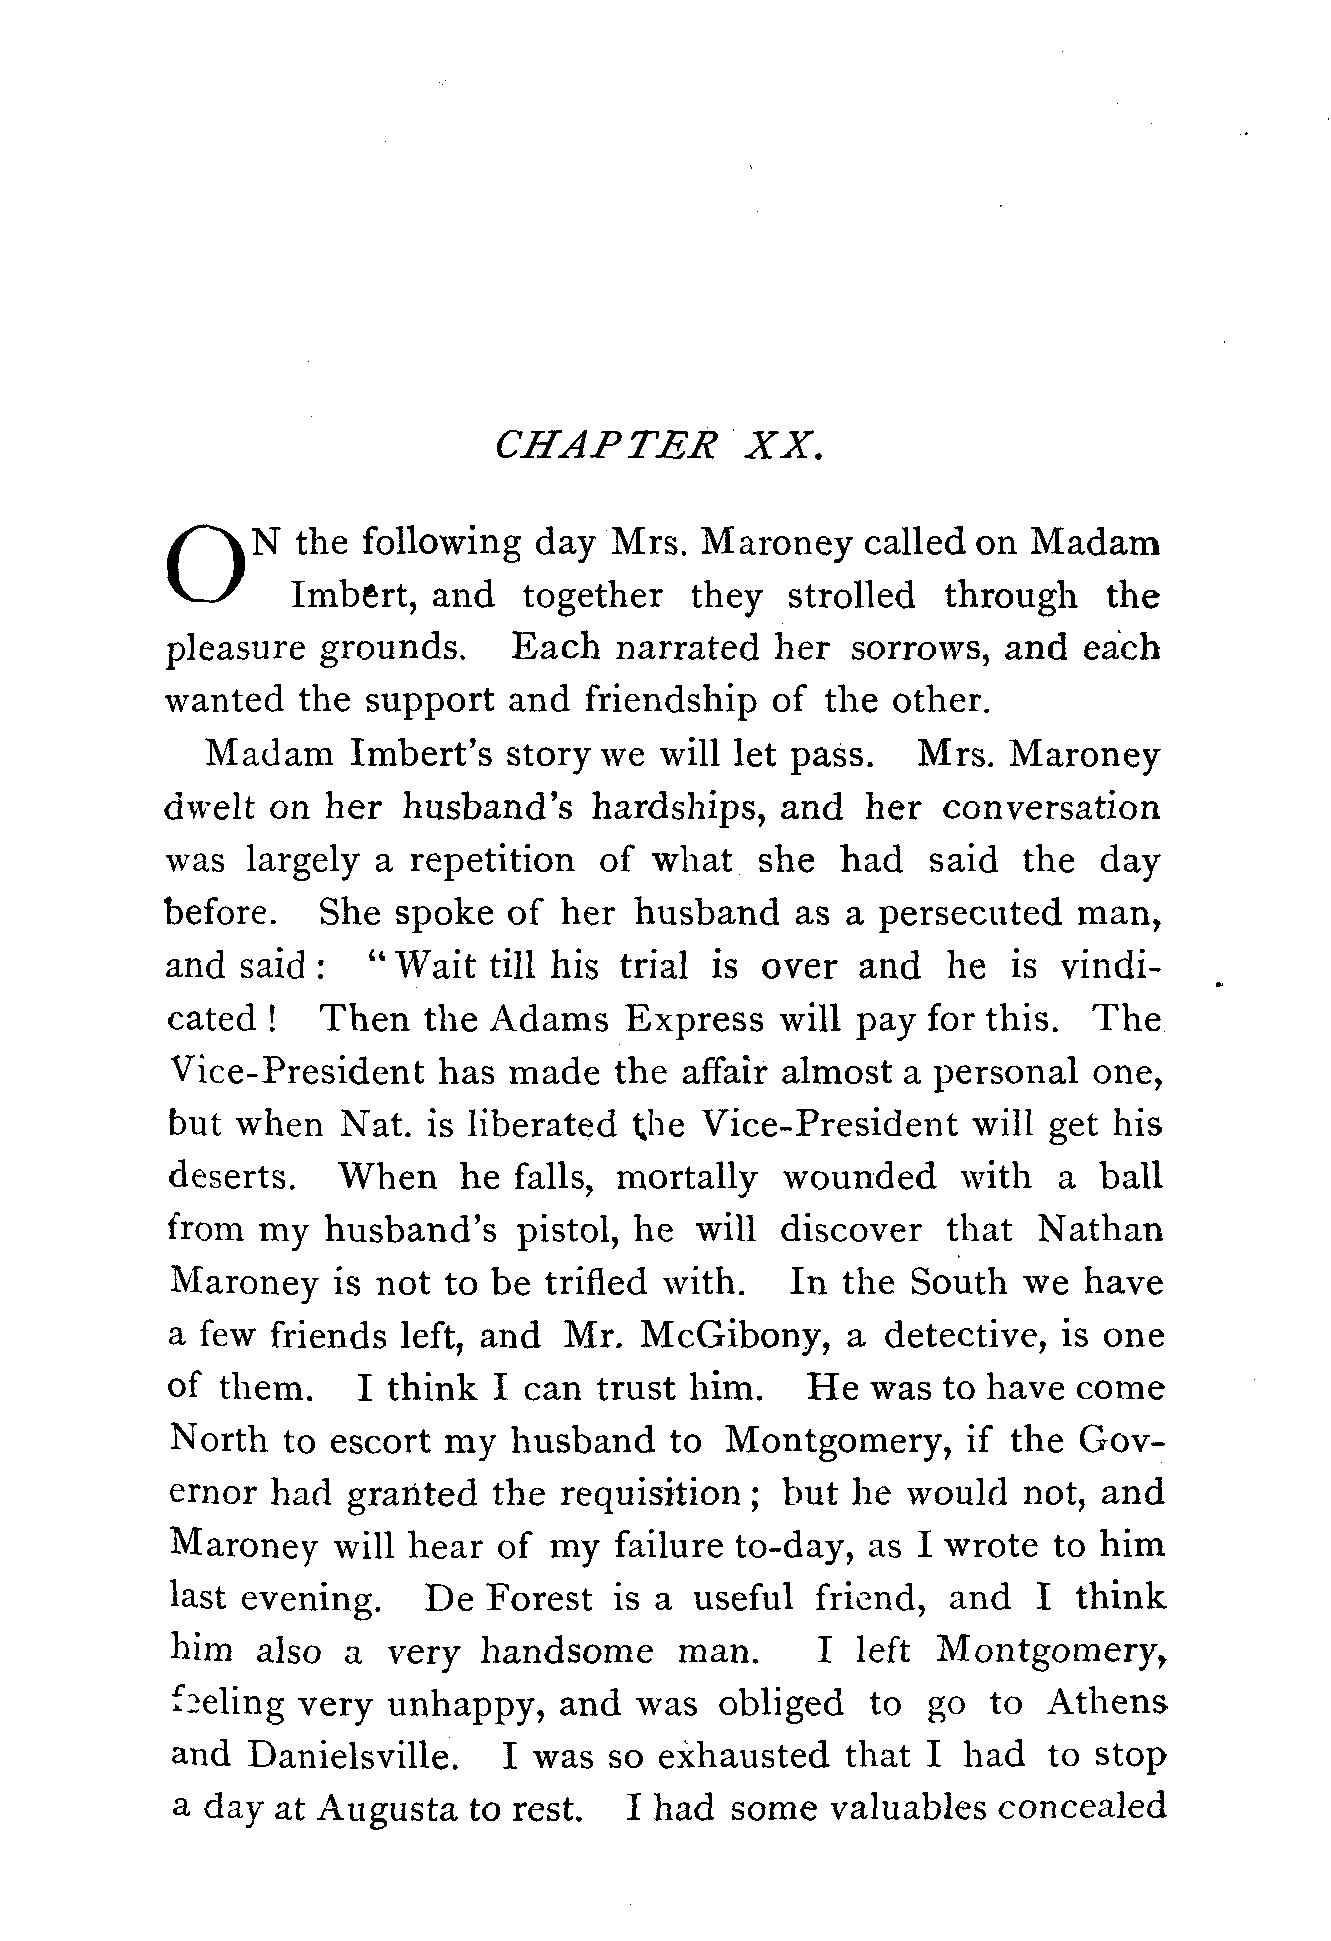 CHAPTER XX.
ON the following day Mrs. Maroney called on Madam
Imbert, and together they strolled through the
pleasure grounds. Each narrated her sorrows, and each
wanted the support and friendship of the other.
Madam Imbert's story we will let pass. Mrs. Maroney
dwelt on her husband's hardships, and her conversation
was largely a repetition of what she had said the day
before. She spoke of her husband as a persecuted man,
and said : “ Wait till his trial is over and he is vindi-
cated ! Then the Adams Express will pay for this. The
Vice-President has made the affair almost a personal one,
but when Nat. is liberated the Vice-President will get his
deserts. When he falls, mortally wounded with a ball
from my husband's pistol, he will discover that Nathan
Maroney is not to be trifled with. In the South we have
a few friends left, and Mr. McGibony, a detective, is one
of them. I think I can trust him. He was to have come
North to escort my husband to Montgomery, if the Gov-
ernor had granted the requisition ; but he would not, and
Maroney will hear of my failure to-day, as I wrote to him
last evening. De Forest is a useful friend, and I think
him also a very handsome man. I left Montgomery,
feeling very unhappy, and was obliged to go to Athens
and Danielsville. I was so exhausted that I had to stop
a day at Augusta to rest. I had some valuables concealed